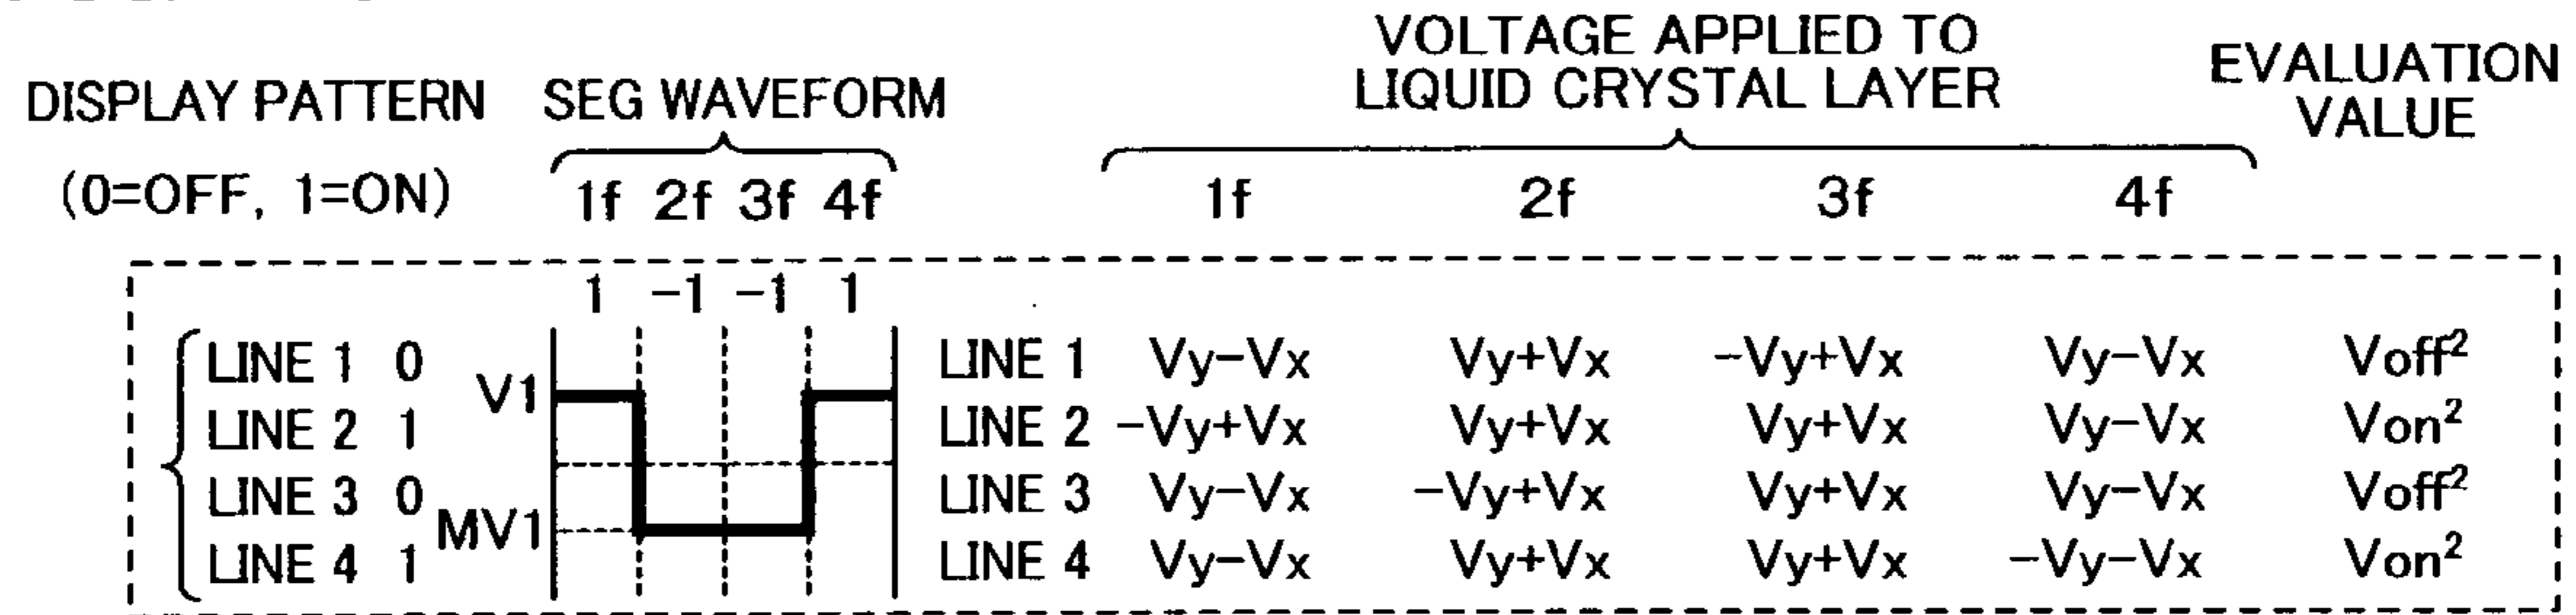 VOLTAGE APPLIED TO
LIQUID CRYSTAL LAYER
EVALUATION
VALUE
DISPLAY PATTERN
(0=OFF, 1=ON)
SEG WAVEFORM
1f 2f 3f 4f
1f 2f 3f 4f
1 -1 -1 1
LINE 1 0
LINE 2 1
LINE 3 0
LINE 4 1
V1
MV1
LINE 1 Vy-Vx Vy+Vx -Vy+Vx Vy-Vx Voff²
LINE 2 -Vy+Vx Vy+Vx Vy+Vx Vy-Vx Von²
LINE 3 Vy-Vx -Vy+Vx Vy+Vx Vy-Vx Voff²
LINE 4 Vy-Vx Vy+Vx Vy+Vx -Vy-Vx Von²